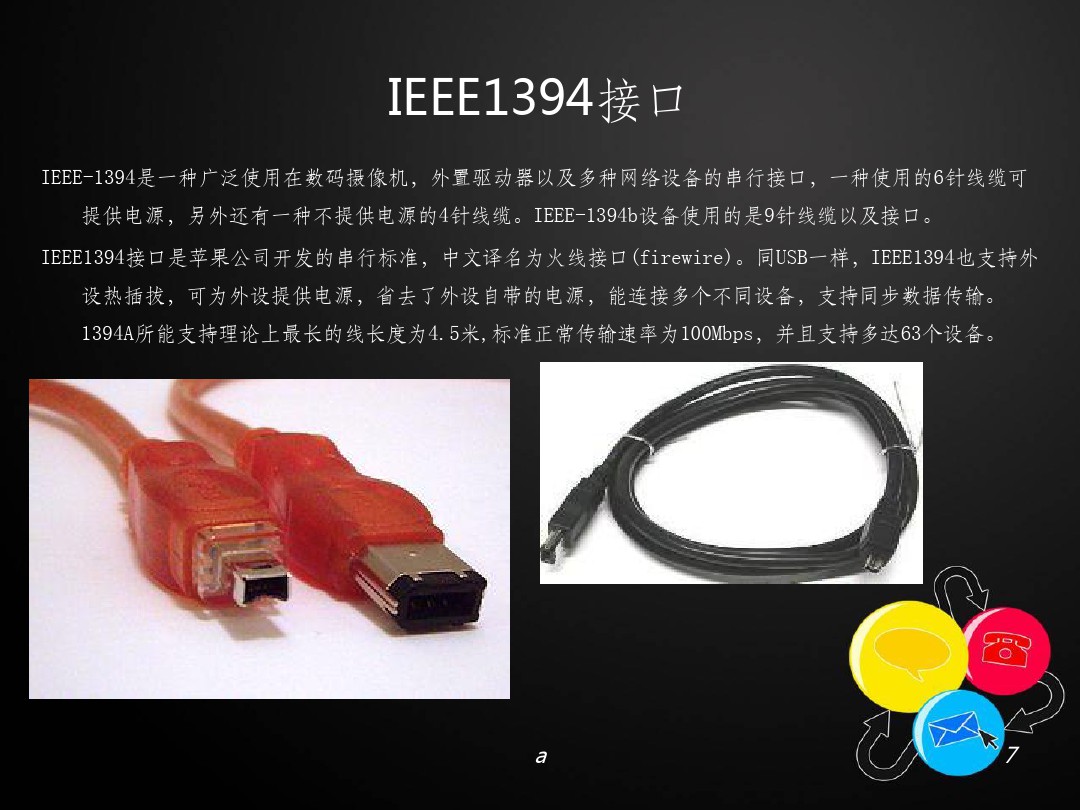 IEEE1394接口
IEEE-1394是一种广泛使用在数码摄像机，外置驱动器以及多种网络设备的串行接口，一种使用的6针线缆可
提供电源，另外还有一种不提供电源的4针线缆。IEEE-1394b设备使用的是9针线缆以及接口。
IEEE1394接口是苹果公司开发的串行标准，中文译名为火线接口(firewire)。同USB一样，IEEE1394也支持外
设热插拔，可为外设提供电源，省去了外设自带的电源，能连接多个不同设备，支持同步数据传输。
1394A所能支持理论上最长的线长度为4.5米,标准正常传输速率为100Mbps，并且支持多达63个设备。
a
7